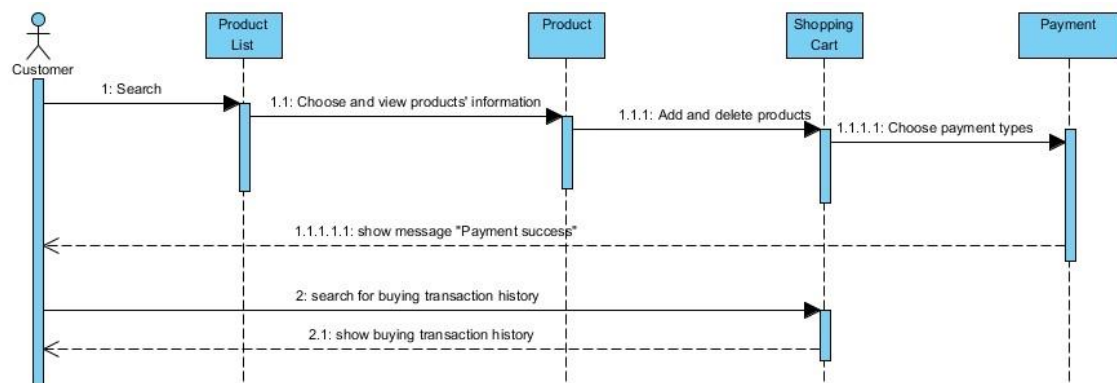 Product
List
Product
Shopping
Cart
Payment
Customer
1: Search
1.1: Choose and view products' information
1.1.1: Add and delete products
1.1.1.1: Choose payment types
1.1.1.1.1: show message "Payment success"
2: search for buying transaction history
2.1: show buying transaction history